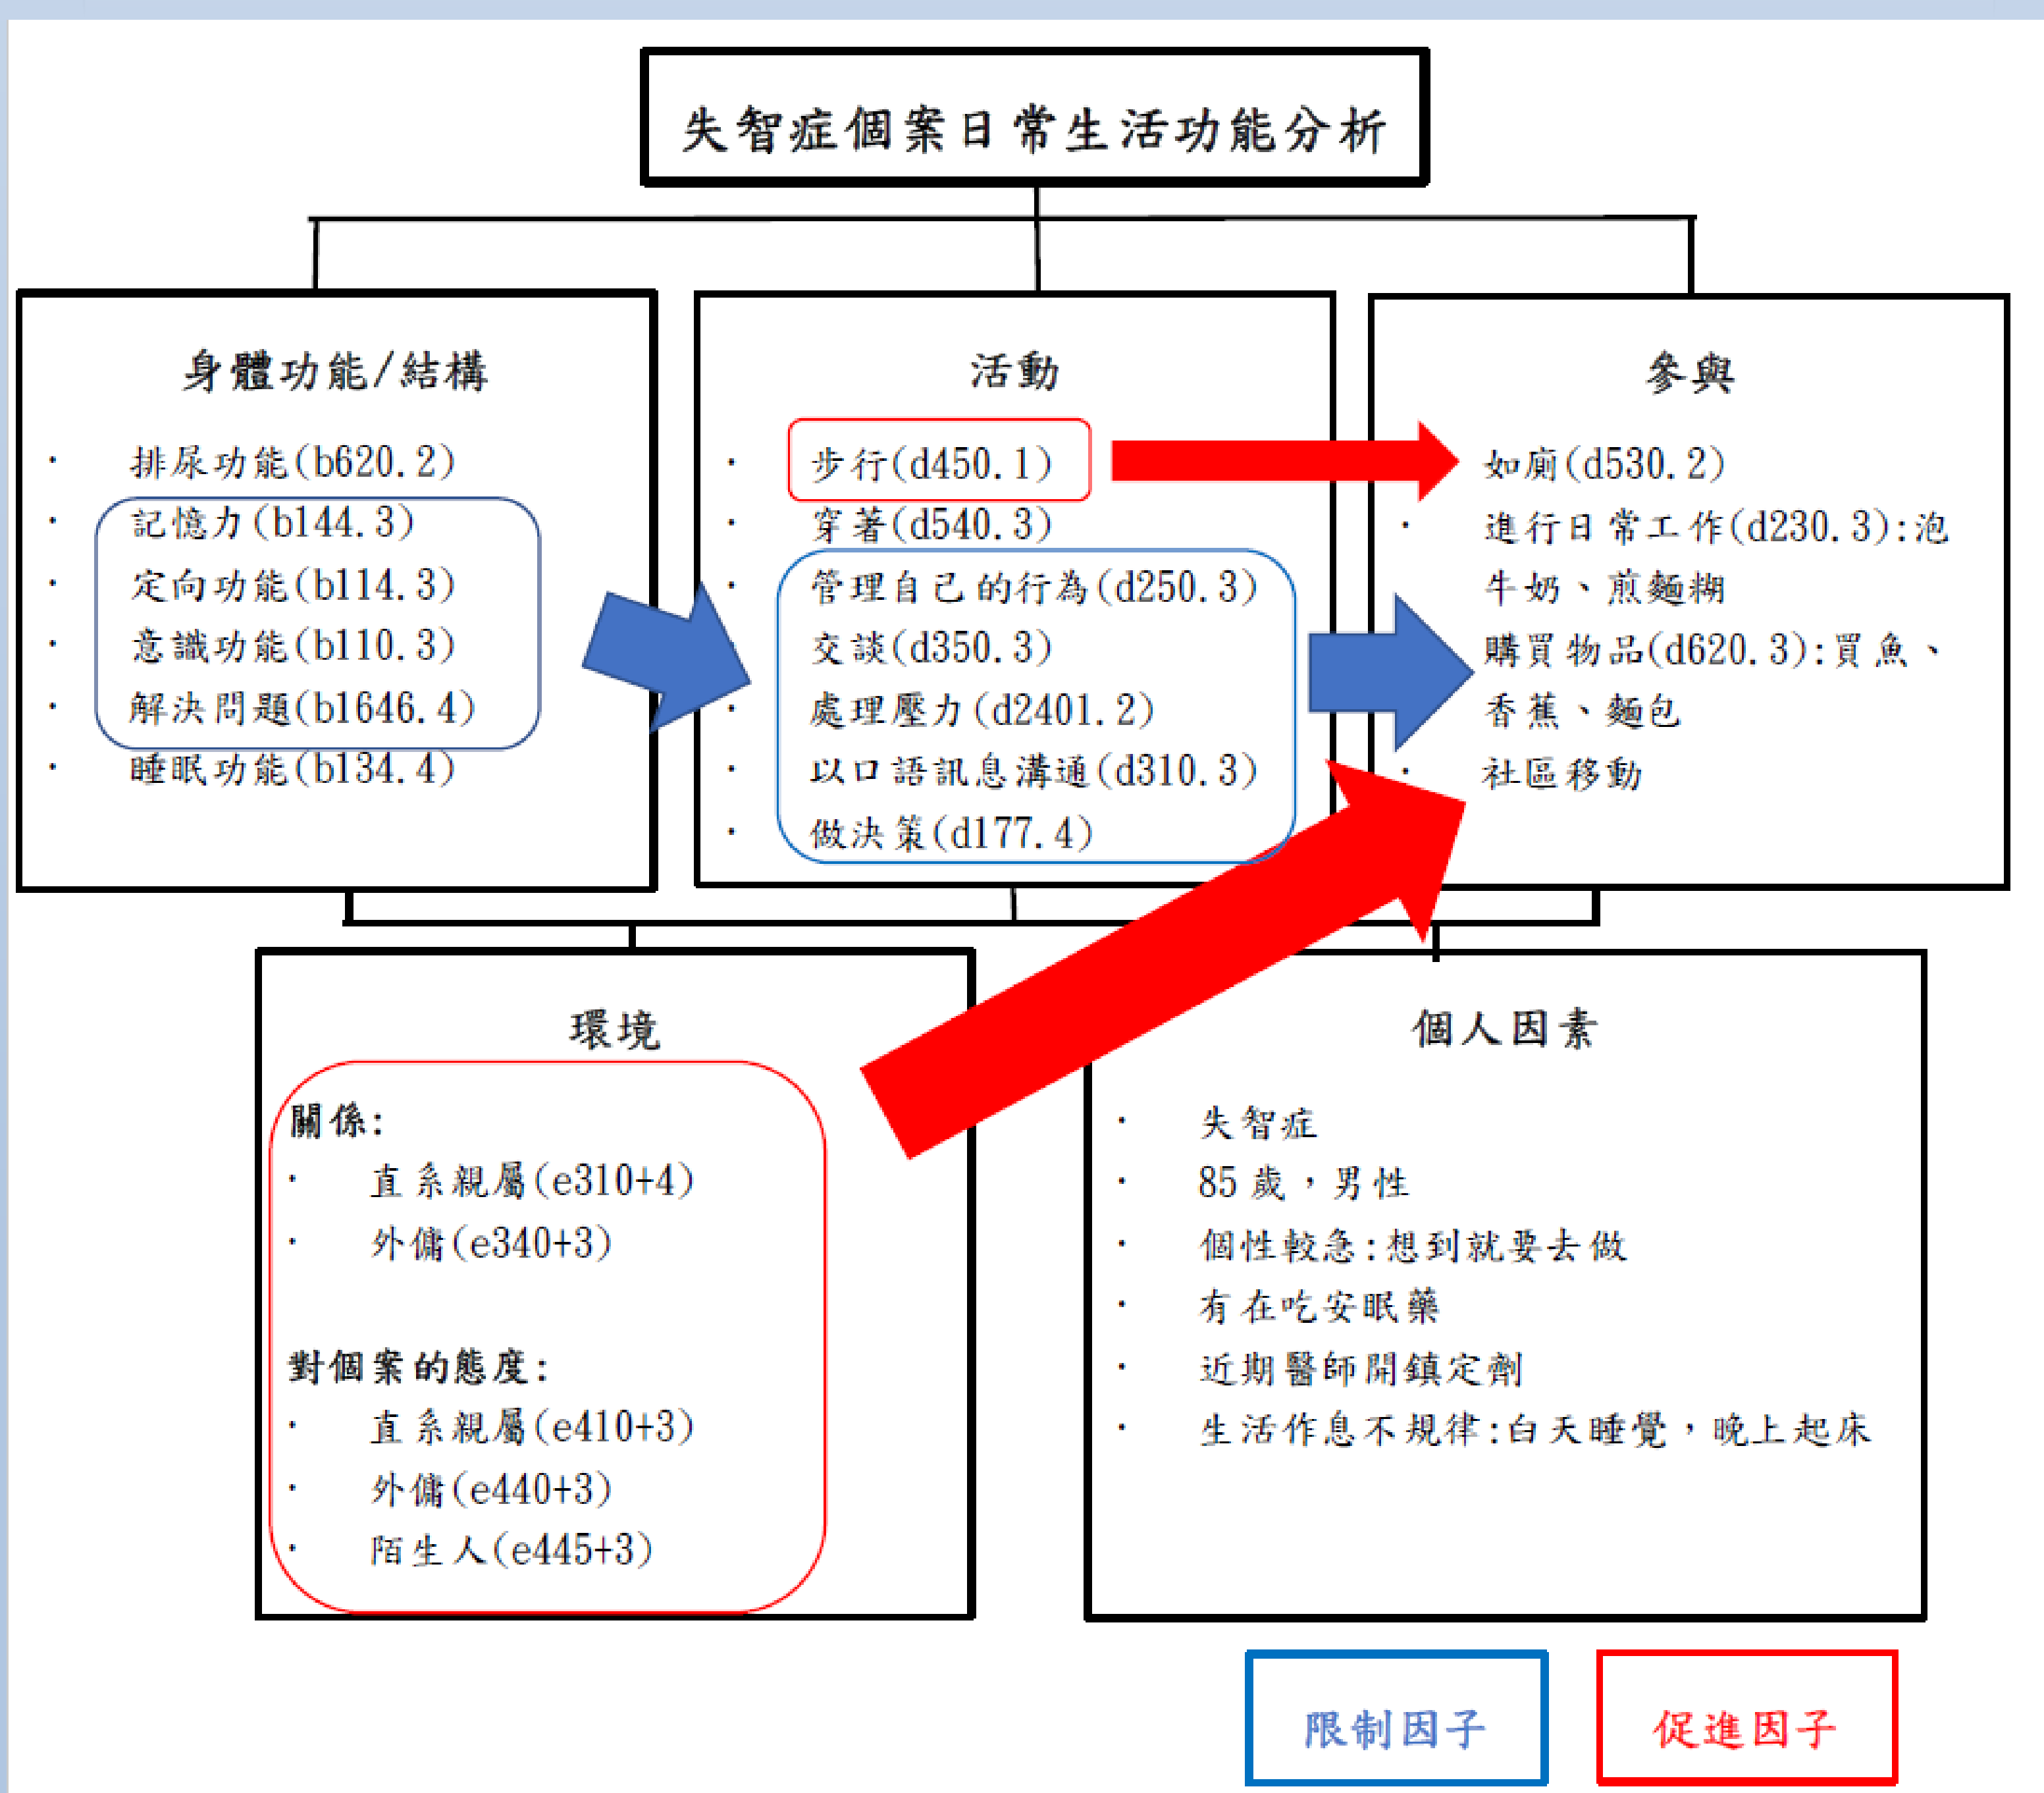 失智症個案日常生活功能分析
身體功能/結構
· 排尿功能(b620.2)
· 記憶力(b144.3)
· 定向功能(b114.3)
· 意識功能(b110.3)
· 解決問題(b1646.4)
· 睡眠功能(b134.4)
活動
· 步行(d450.1)
· 穿著(d540.3)
· 管理自己的行為(d250.3)
交談(d350.3)
· 處理壓力(d2401.2)
· 以口語訊息溝通(d310.3)
· 做決策(d177.4)
參與
如廁(d530.2)
· 進行日常工作(d230.3):泡
牛奶、煎麵糊
購買物品(d620.3):買魚、
香蕉、麵包
· 社區移動
環境
關係:
· 直系親屬(e310+4)
· 外傭(e340+3)
對個案的態度:
· 直系親屬(e410+3)
· 外傭(e440+3)
· 陌生人(e445+3)
個人因素
· 失智症
· 85歲，男性
· 個性較急:想到就要去做
· 有在吃安眠藥
· 近期醫師開鎮定劑
· 生活作息不規律:白天睡覺，晚上起床
限制因子
促進因子